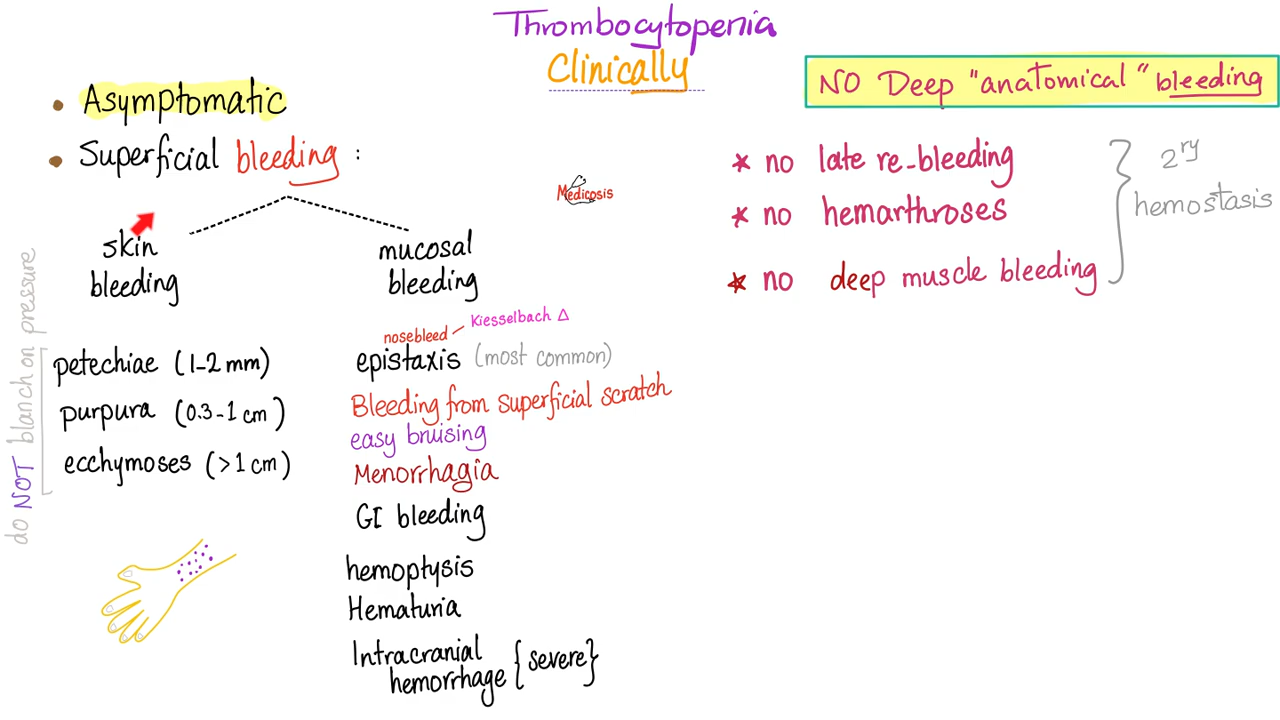 Thrombocytopenia
Clinically
NO Deep "anatomical" bleeding
• Asymptomatic
• Superficial bleeding :
* no late re-bleeding
* no hemarthroses
* no deep muscle bleeding
2ry
hemostasis
Medicosis
skin
bleeding
mucosal
bleeding
do NOT blanch on pressure
petechiae (1-2 mm)
purpura (0.3-1 cm)
ecchymoses (>1 cm)
nosebleed
Kiesselbach Δ
epistaxis (most common)
Bleeding from superficial scratch
easy bruising
Menorrhagia
GI bleeding
hemoptysis
Hematuria
Intracranial
hemorrhage {severe}